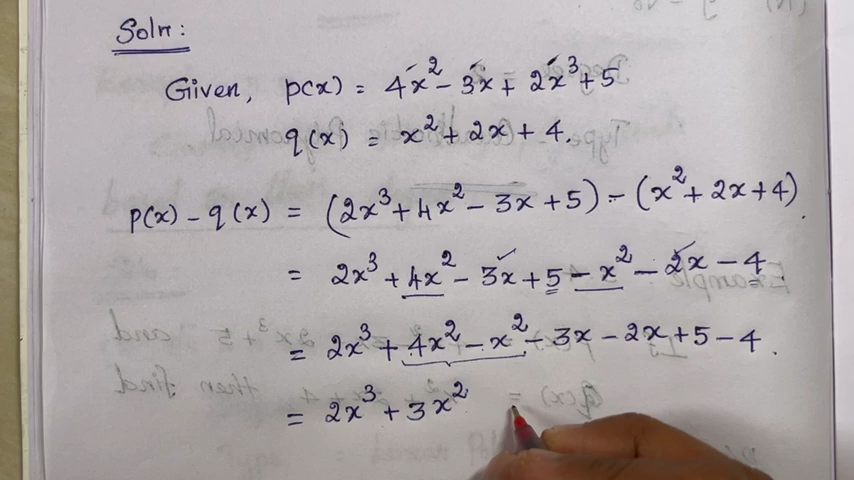 Soln:
Given, p(x) = 4x² - 3x + 2x³ + 5
q(x) = x² + 2x + 4.
p(x) - q(x) = (2x³ + 4x² - 3x + 5) - (x² + 2x + 4)
= 2x³ + 4x² - 3x + 5 - x² - 2x - 4
= 2x³ + 4x² - x² - 3x - 2x + 5 - 4.
= 2x³ + 3x²